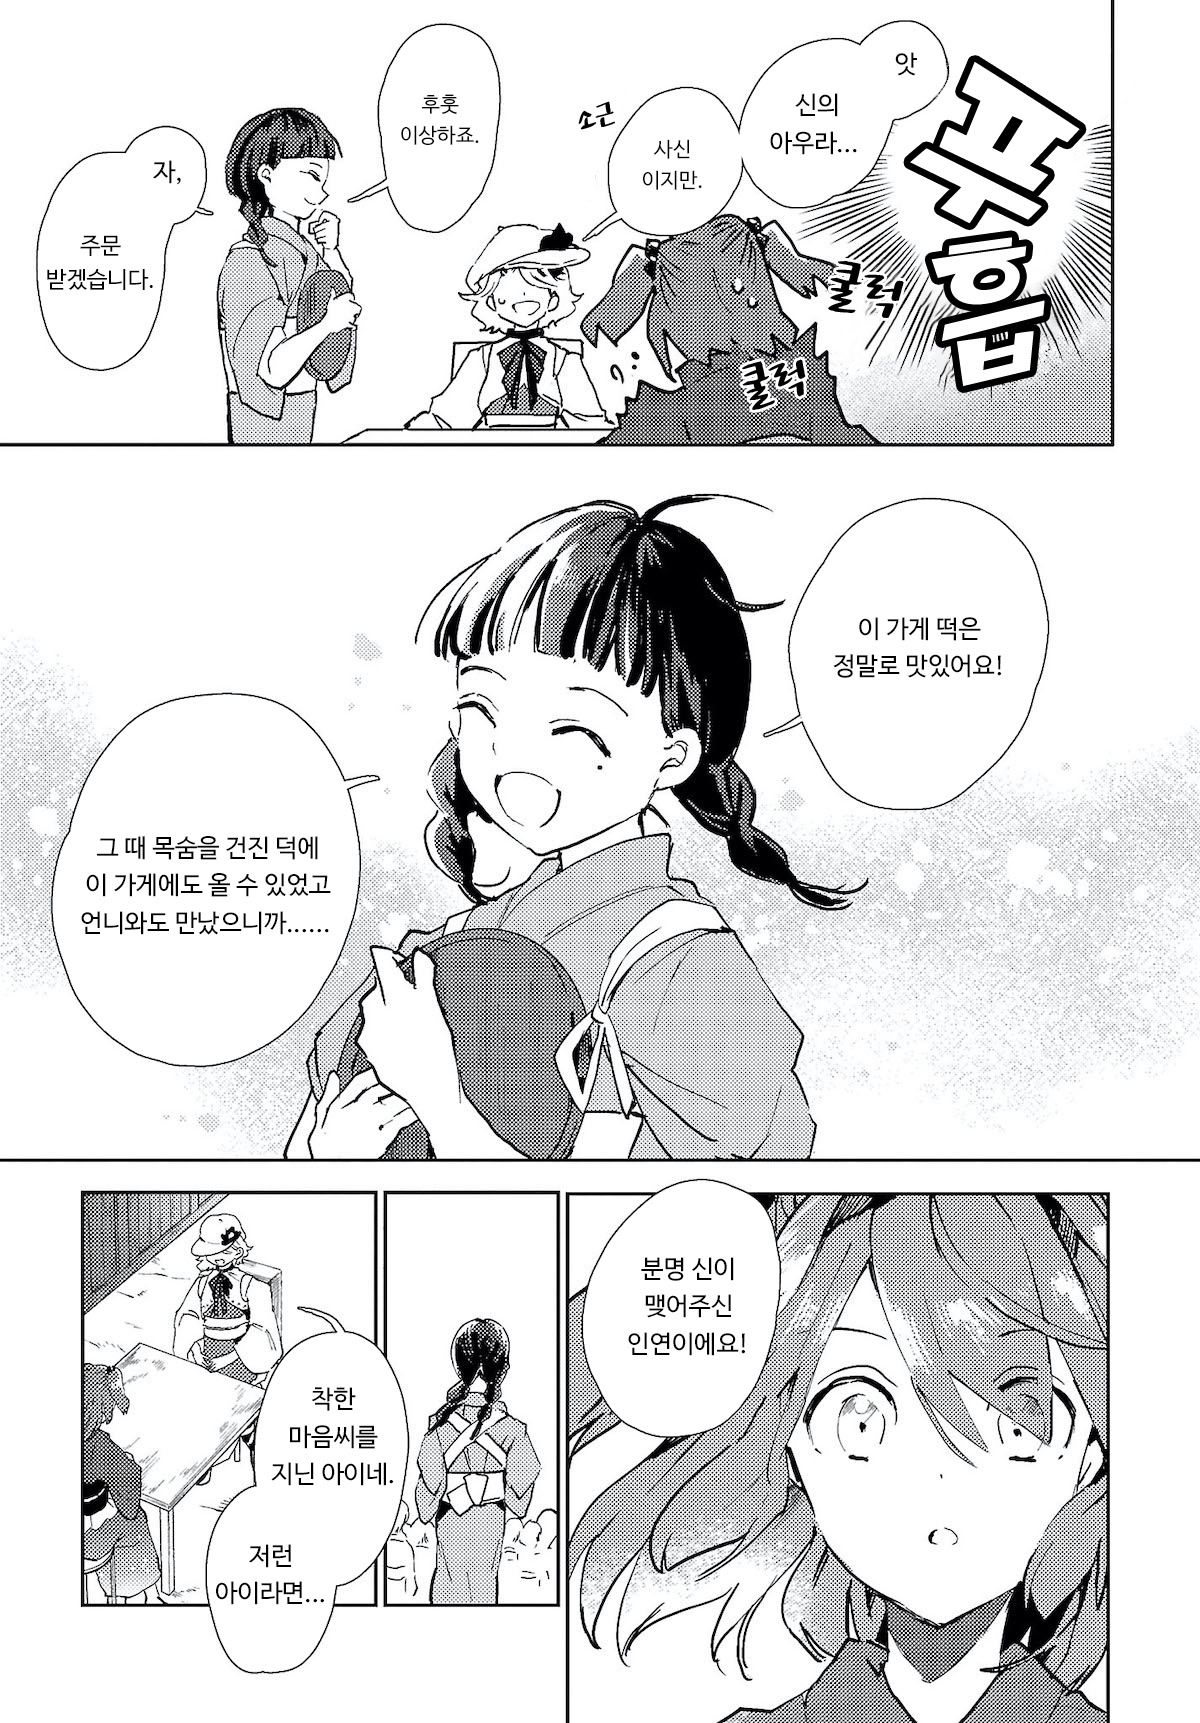 푸흡
앗
신의
아우라...
쿨럭
쿨럭
소근
사신
이지만.
후훗
이상하죠.
자,
주문
받겠습니다.
이 가게 떡은
정말로 맛있어요!
그 때 목숨을 건진 덕에
이 가게에도 올 수 있었고
언니와도 만났으니까......
분명 신이
맺어주신
인연이에요!
착한
마음씨를
지닌 아이네.
저런
아이라면...